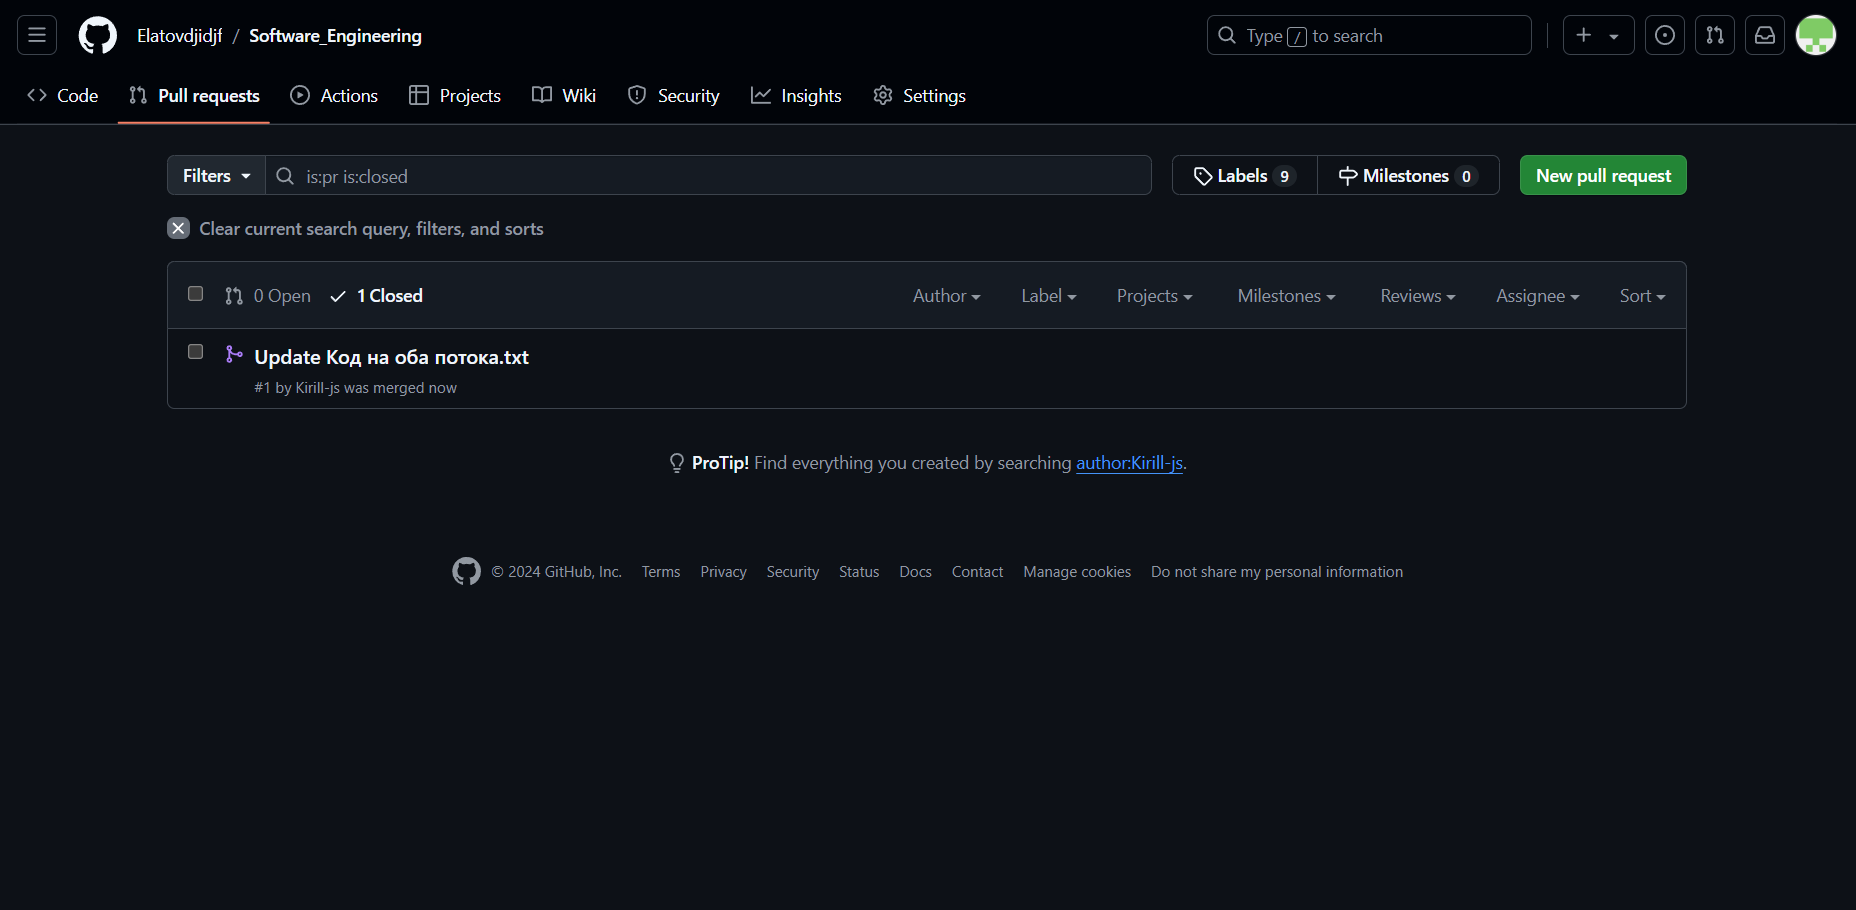 Elatovdjidjf / Software_Engineering
Type / to search
Code Pull requests Actions Projects Wiki Security Insights Settings
Filters is:pr is:closed Labels 9 Milestones 0 New pull request
Clear current search query, filters, and sorts
0 Open 1 Closed Author Label Projects Milestones Reviews Assignee Sort
Update Код на оба потока.txt
#1 by Kirill-js was merged now
ProTip! Find everything you created by searching author:Kirill-js.
© 2024 GitHub, Inc. Terms Privacy Security Status Docs Contact Manage cookies Do not share my personal information